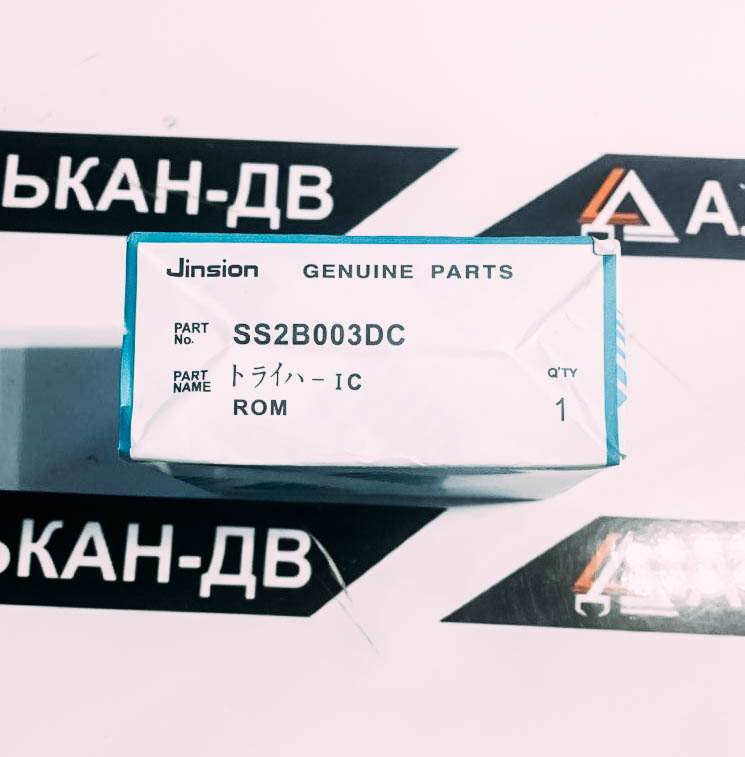 ЬКАН-ДВ
Jinsion GENUINE PARTS
PART No. SS2B003DC
PART NAME トライハ-IC
ROM
Q'TY
1
ЬКАН-ДВ